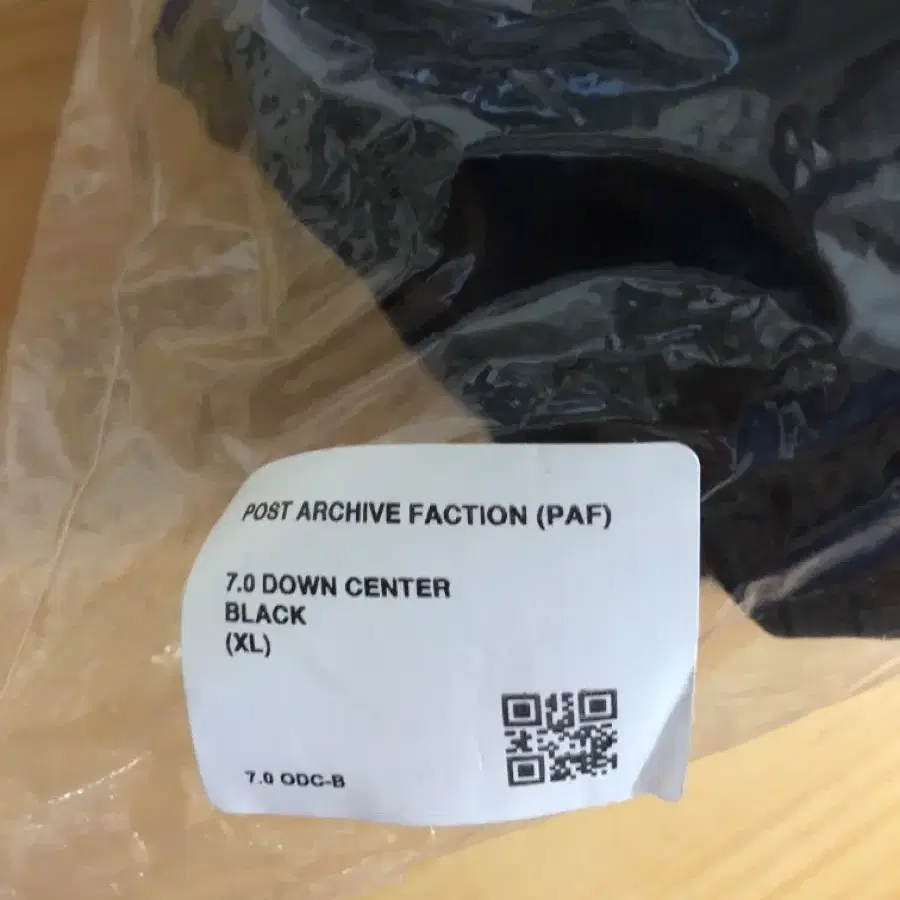 POST ARCHIVE FACTION (PAF)
7.0 DOWN CENTER
BLACK
(XL)
7.0 ODC-B